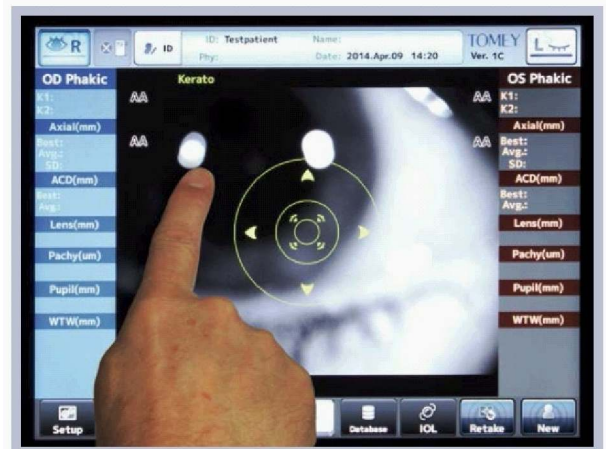 R
ID
ID: Testpatient
Name:
Phy:
Date: 2014.Apr.09 14:20
TOMEY
Ver. 1C
L
OD Phakic
K1:
K2:
Axial(mm)
Best:
Avg.:
SD:
ACD(mm)
Best:
Avg.:
Lens(mm)
Pachy(um)
Pupil(mm)
WTW(mm)
Kerato
AA
AA
AA
AA
OS Phakic
K1:
K2:
Axial(mm)
Best:
Avg.:
SD:
ACD(mm)
Best:
Avg.:
Lens(mm)
Pachy(um)
Pupil(mm)
WTW(mm)
Setup
Database
IOL
Retake
New